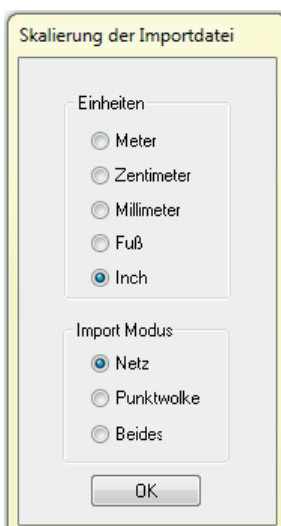 Skalierung der Importdatei
Einheiten
Meter
Zentimeter
Millimeter
Fuß
Inch
Import Modus
Netz
Punktwolke
Beides
OK